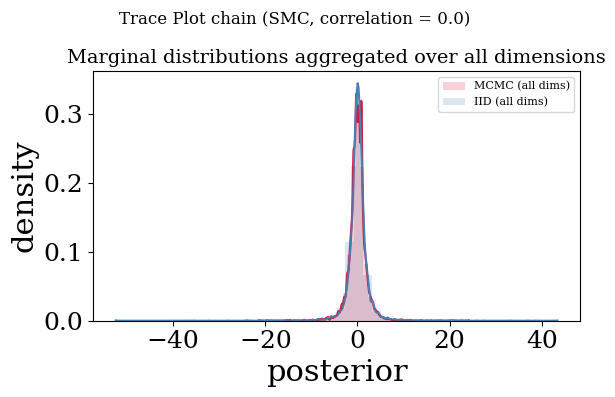 Trace Plot chain (SMC, correlation = 0.0)
Marginal distributions aggregated over all dimensions
MCMC (all dims)
IID (all dims)
density
0.3
0.2
0.1
0.0
−40 −20 0 20 40
posterior